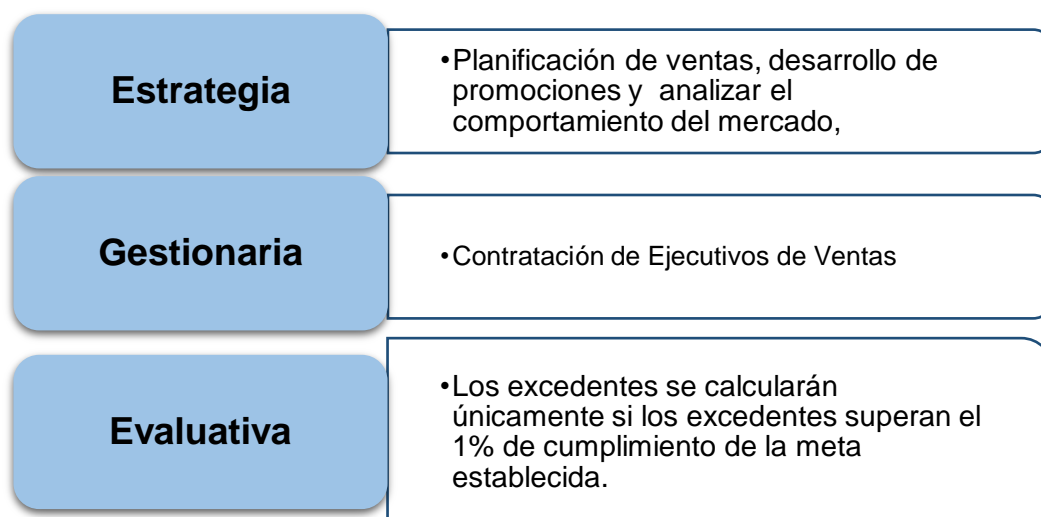 Estrategia
•Planificación de ventas, desarrollo de
promociones y  analizar el
comportamiento del mercado,
Gestionaria
•Contratación de Ejecutivos de Ventas
Evaluativa
•Los excedentes se calcularán
únicamente si los excedentes superan el
1% de cumplimiento de la meta
establecida.